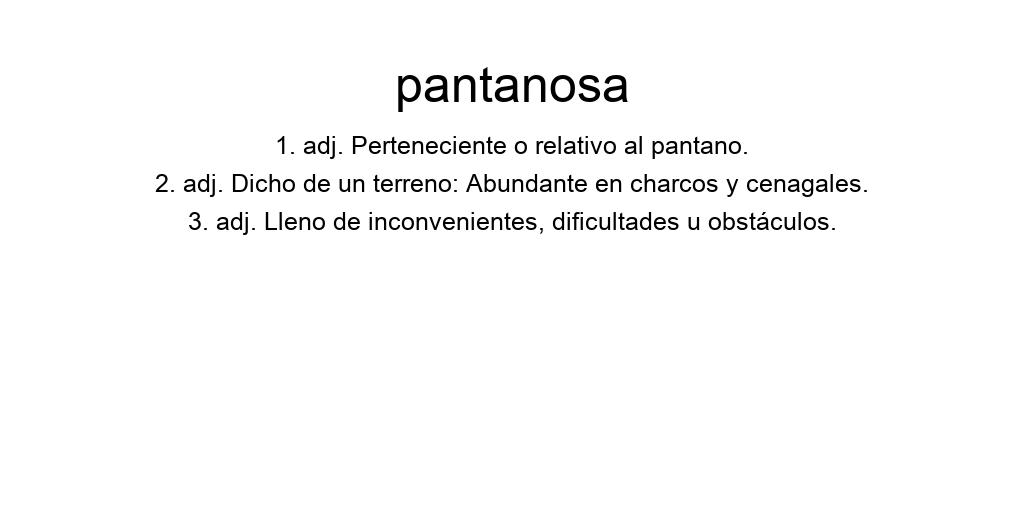 pantanosa
1. adj. Perteneciente o relativo al pantano.
2. adj. Dicho de un terreno: Abundante en charcos y cenagales.
3. adj. Lleno de inconvenientes, dificultades u obstáculos.